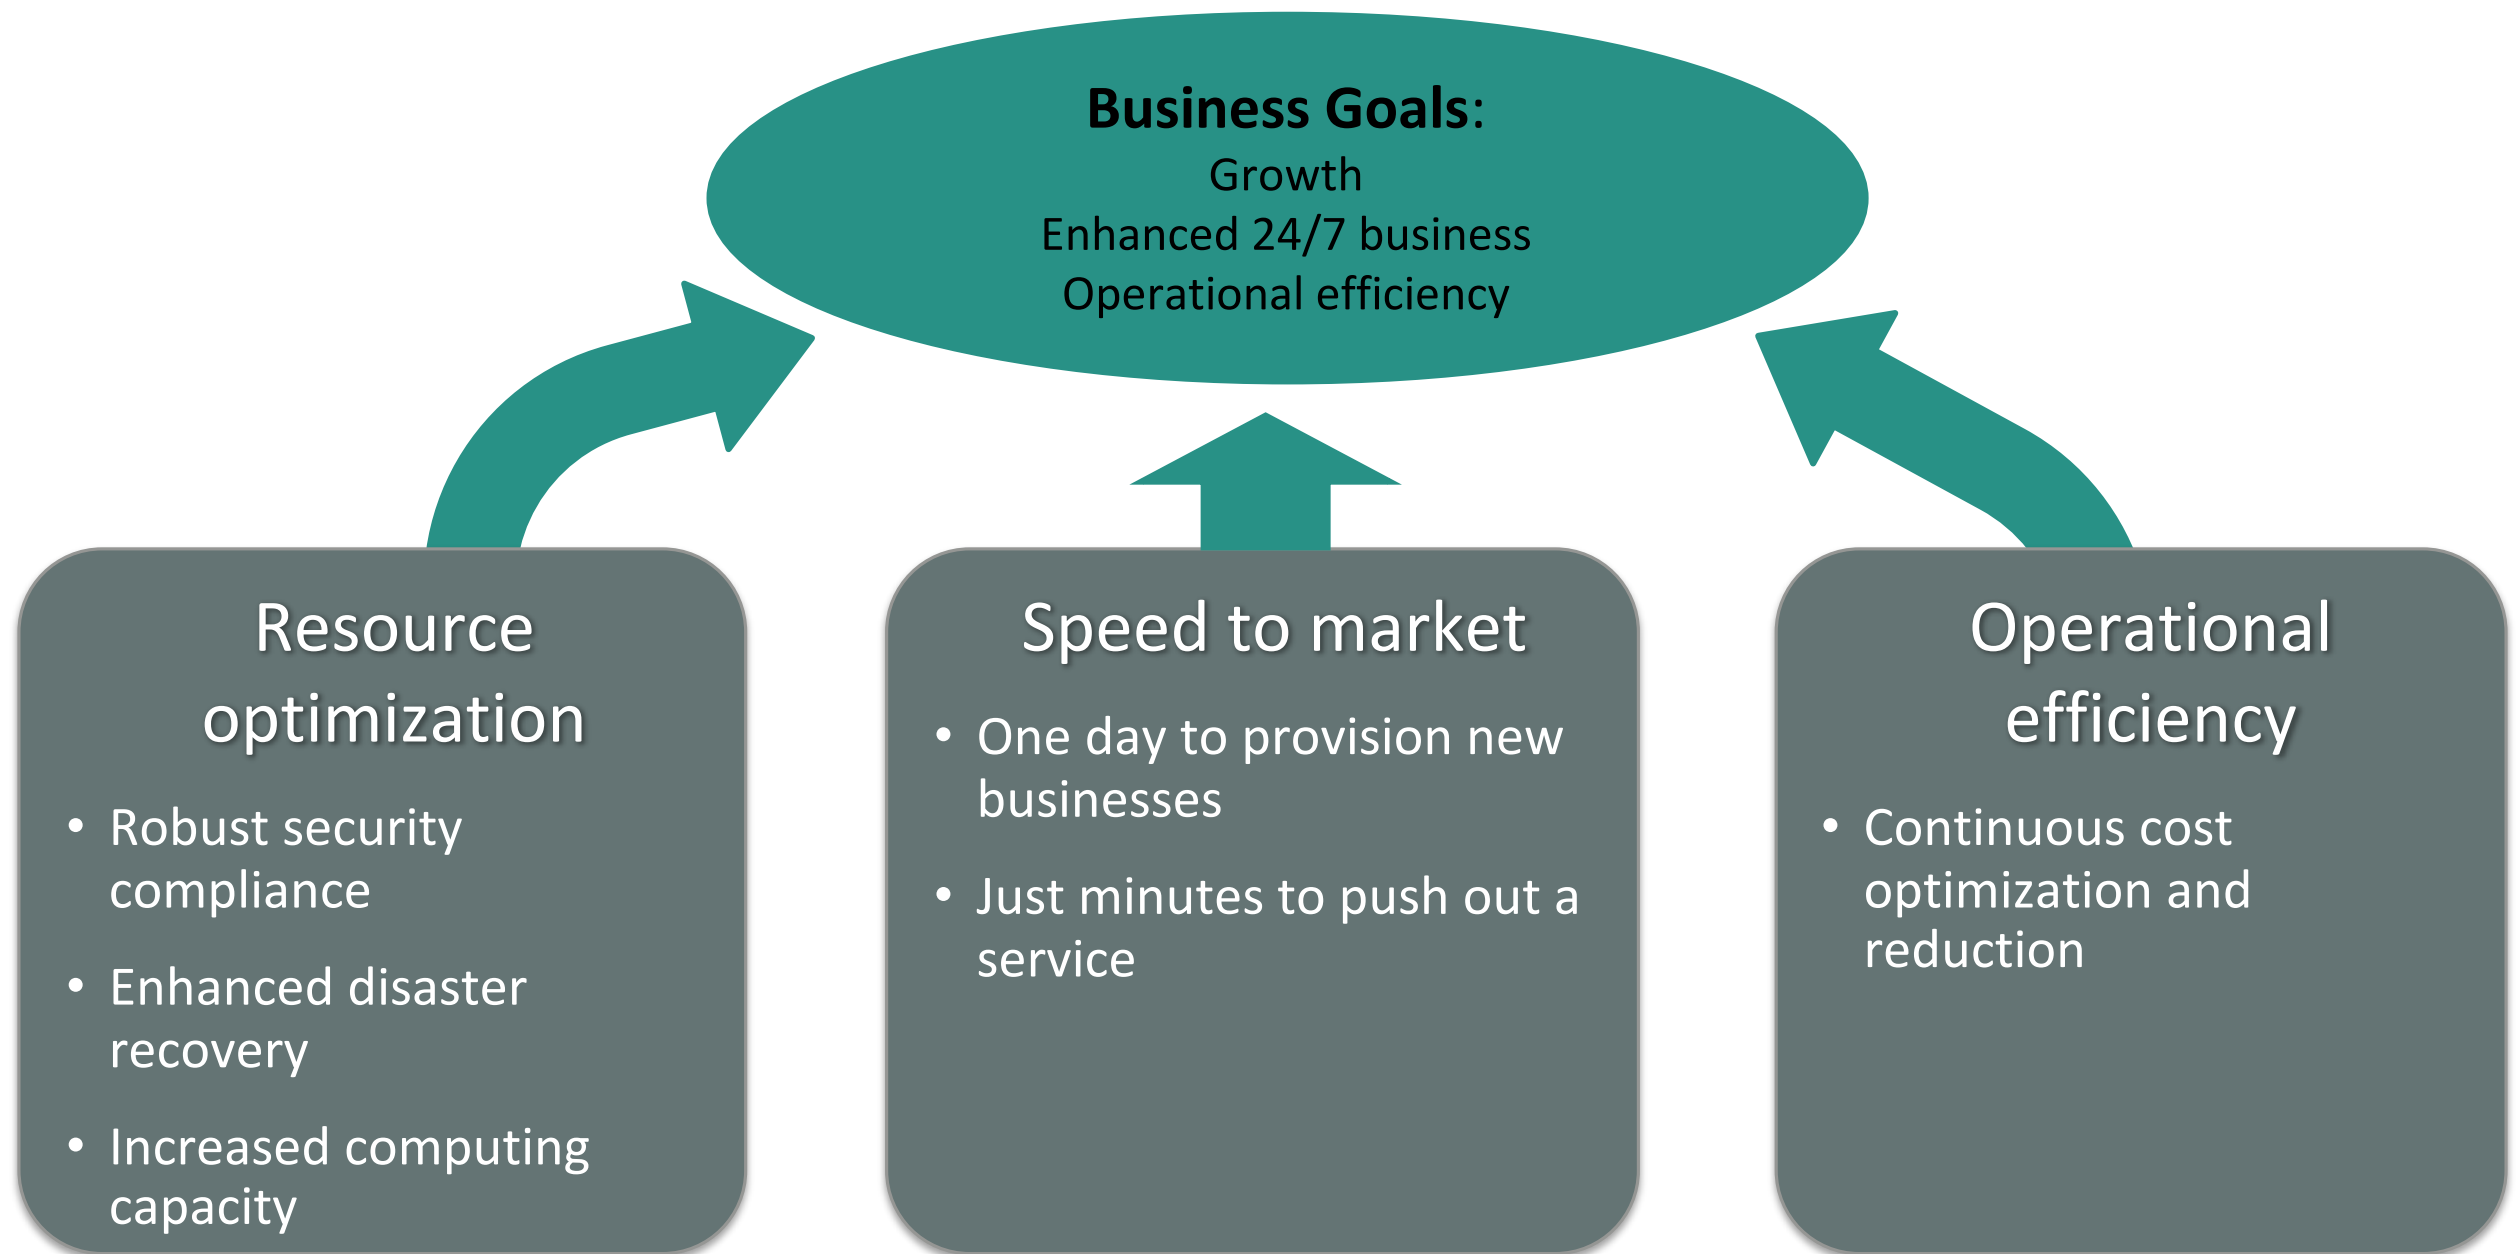 Business Goals:
Growth
Enhanced 24/7 business
Operational efficiency
Resource
optimization
• Robust security
compliance
• Enhanced disaster
recovery
• Increased computing
capacity
Speed to market
• One day to provision new
businesses
• Just minutes to push out a
service
Operational
efficiency
• Continuous cost
optimization and
reduction